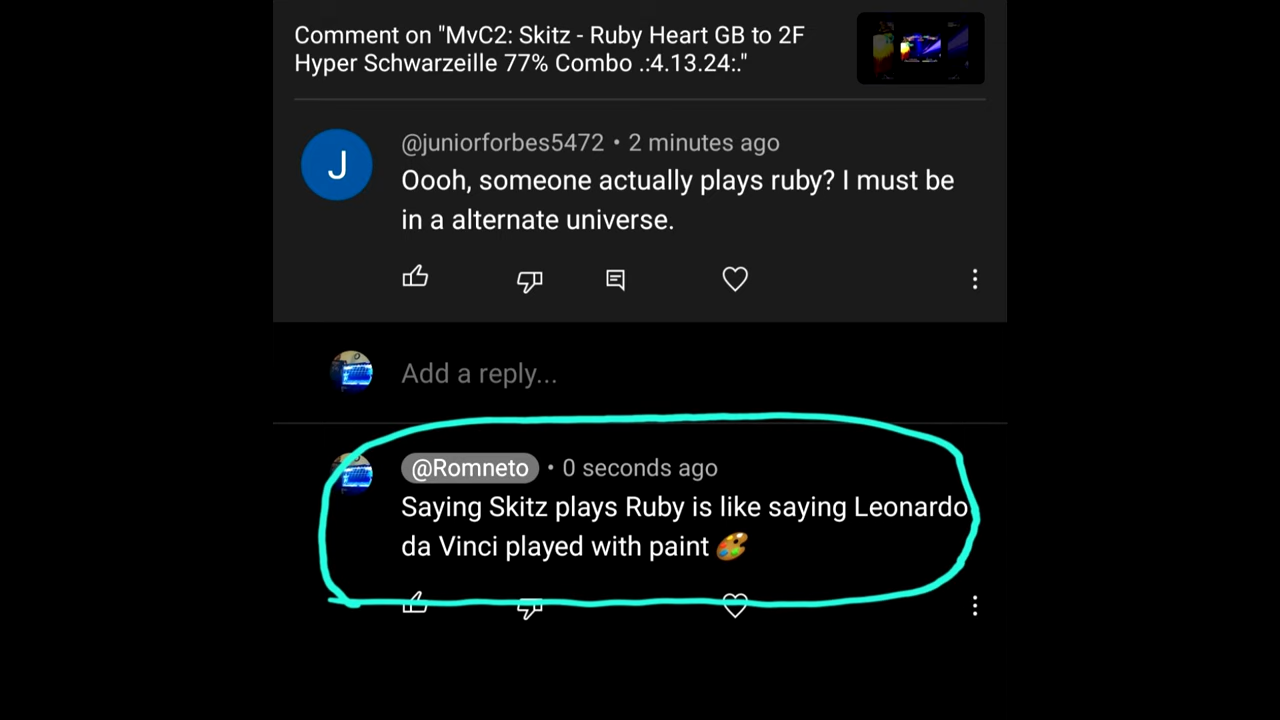 Comment on "MvC2: Skitz - Ruby Heart GB to 2F
Hyper Schwarzeille 77% Combo .:4.13.24:."
J
@juniorforbes5472 • 2 minutes ago
Oooh, someone actually plays ruby? I must be
in a alternate universe.
Add a reply...
@Romneto • 0 seconds ago
Saying Skitz plays Ruby is like saying Leonardo
da Vinci played with paint 🎨